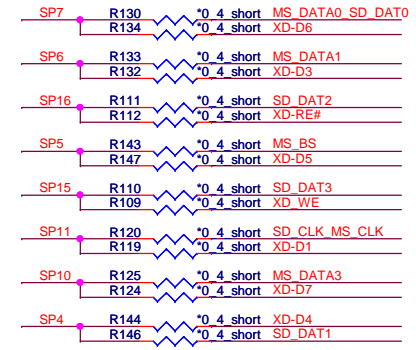 SP7 R130 *0_4_short MS_DATA0_SD_DAT0
R134 *0_4_short XD-D6
SP6 R133 *0_4_short MS_DATA1
R132 *0_4_short XD-D3
SP16 R111 *0_4_short SD_DAT2
R112 *0_4_short XD-RE#
SP5 R143 *0_4_short MS_BS
R147 *0_4_short XD-D5
SP15 R110 *0_4_short SD_DAT3
R109 *0_4_short XD_WE
SP11 R120 *0_4_short SD_CLK_MS_CLK
R119 *0_4_short XD-D1
SP10 R125 *0_4_short MS_DATA3
R124 *0_4_short XD-D7
SP4 R144 *0_4_short XD-D4
R146 *0_4_short SD_DAT1